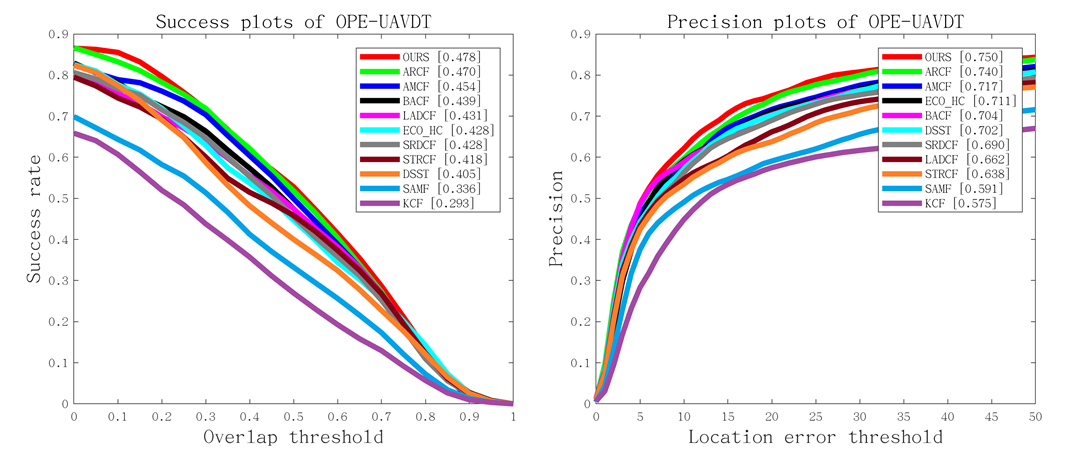 Success plots of OPE-UAVDT
0.9
0.8
0.7
0.6
0.5
0.4
0.3
0.2
0.1
0
Success rate
OURS [0.478]
ARCF [0.470]
AMCF [0.454]
BACF [0.439]
LADCF [0.431]
ECO_HC [0.428]
SRDCF [0.428]
STRCF [0.418]
DSST [0.405]
SAMF [0.336]
KCF [0.293]
0 0.1 0.2 0.3 0.4 0.5 0.6 0.7 0.8 0.9 1
Overlap threshold
Precision plots of OPE-UAVDT
0.9
0.8
0.7
0.6
0.5
0.4
0.3
0.2
0.1
0
Precision
OURS [0.750]
ARCF [0.740]
AMCF [0.717]
ECO_HC [0.711]
BACF [0.704]
DSST [0.702]
SRDCF [0.690]
LADCF [0.662]
STRCF [0.638]
SAMF [0.591]
KCF [0.575]
0 5 10 15 20 25 30 35 40 45 50
Location error threshold